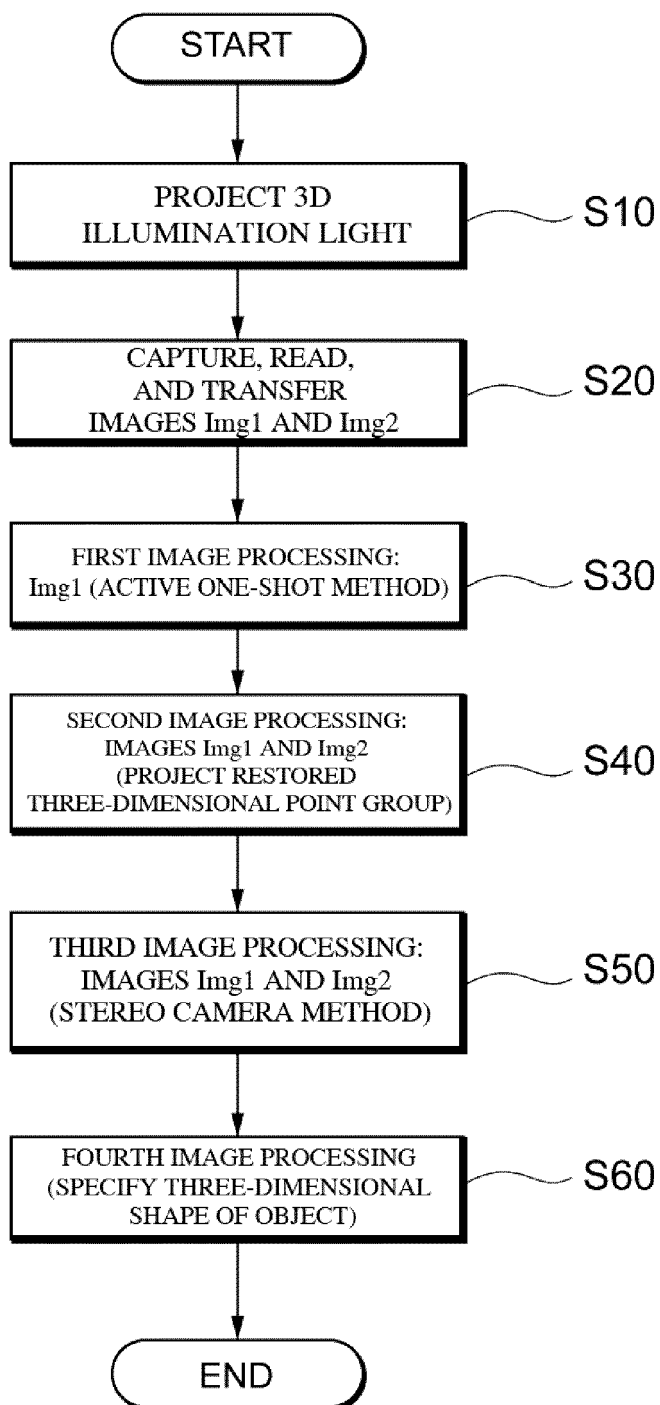 START
PROJECT 3D
ILLUMINATION LIGHT
S10
CAPTURE, READ,
AND TRANSFER
IMAGES Img1 AND Img2
S20
FIRST IMAGE PROCESSING:
Img1 (ACTIVE ONE-SHOT METHOD)
S30
SECOND IMAGE PROCESSING:
IMAGES Img1 AND Img2
(PROJECT RESTORED
THREE-DIMENSIONAL POINT GROUP)
S40
THIRD IMAGE PROCESSING:
IMAGES Img1 AND Img2
(STEREO CAMERA METHOD)
S50
FOURTH IMAGE PROCESSING
(SPECIFY THREE-DIMENSIONAL
SHAPE OF OBJECT)
S60
END